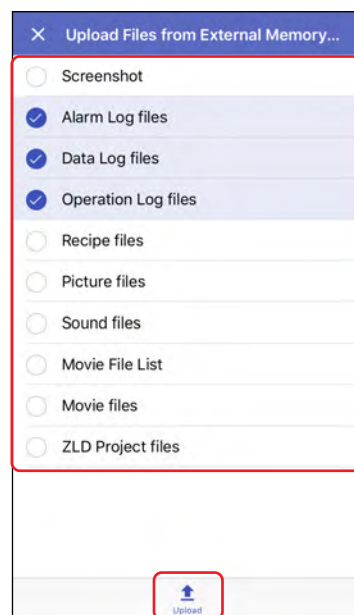 Upload Files from External Memory...
Screenshot
Alarm Log files
Data Log files
Operation Log files
Recipe files
Picture files
Sound files
Movie File List
Movie files
ZLD Project files
Upload